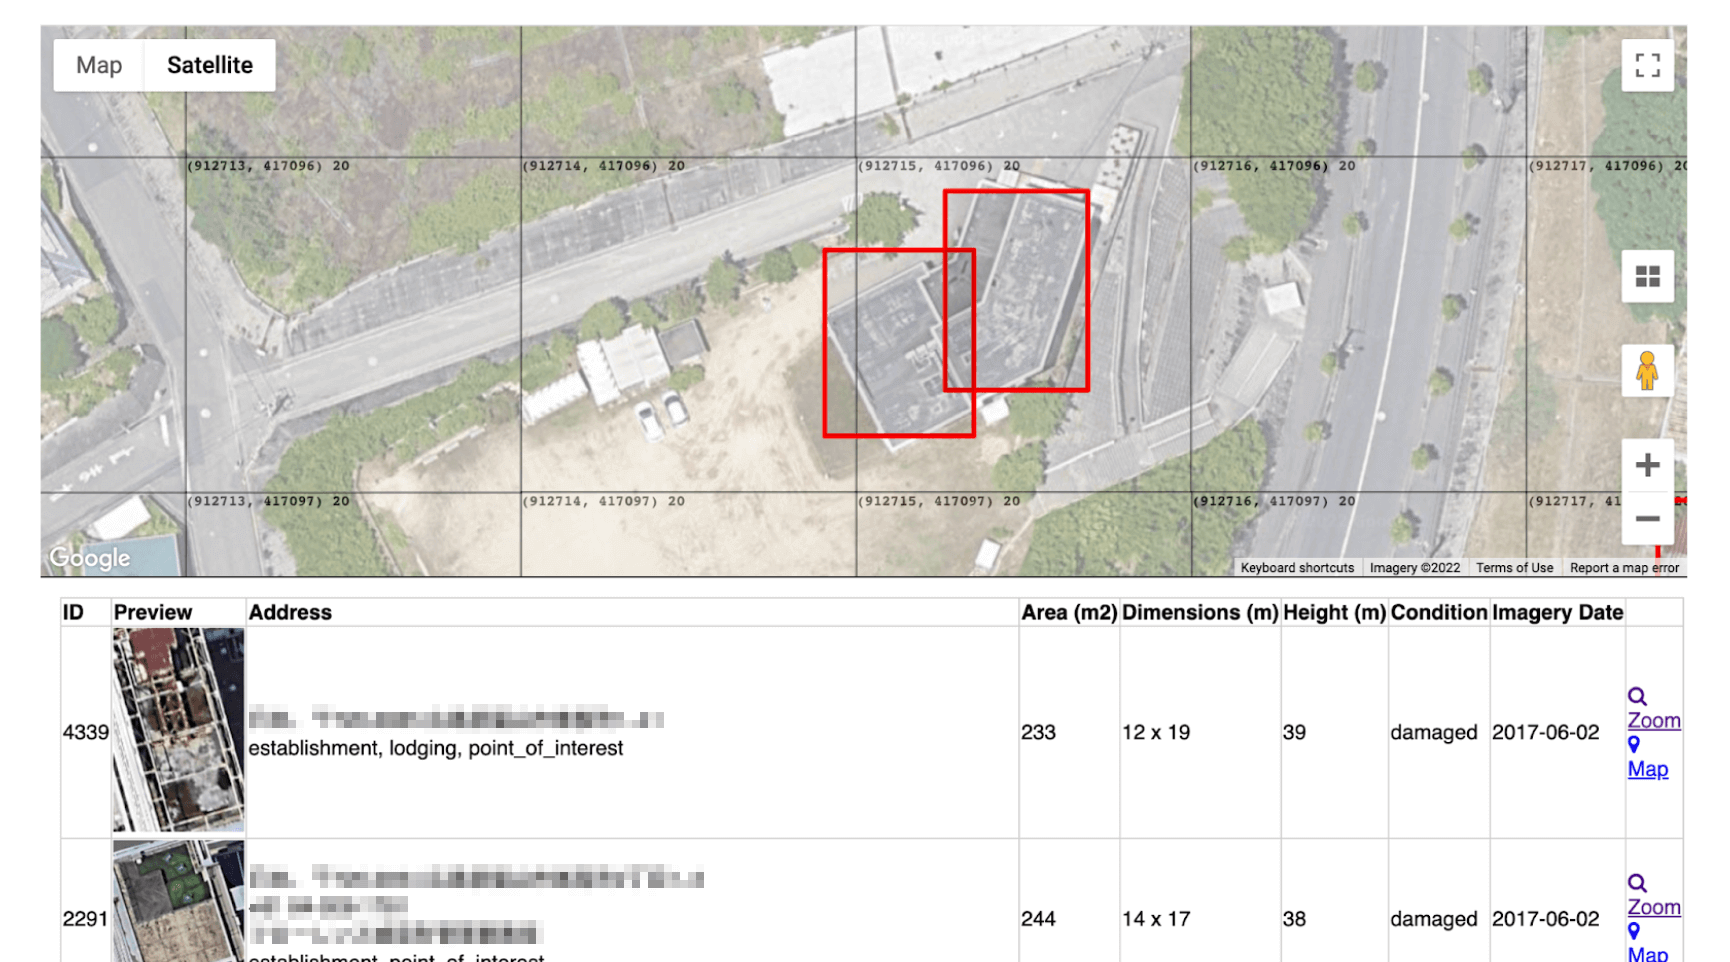 Map Satellite
(912713, 417096) 20 (912714, 417096) 20 (912715, 417096) 20 (912716, 417096) 20 (912717, 417096) 20
(912713, 417097) 20 (912714, 417097) 20 (912715, 417097) 20 (912716, 417097) 20 (912717, 41
Google
Keyboard shortcuts Imagery ©2022 Terms of Use Report a map error
ID Preview Address Area (m2) Dimensions (m) Height (m) Condition Imagery Date
4339 establishment, lodging, point_of_interest 233 12 x 19 39 damaged 2017-06-02 Zoom
Map
2291 establishment, point_of_interest 244 14 x 17 38 damaged 2017-06-02 Zoom
Map